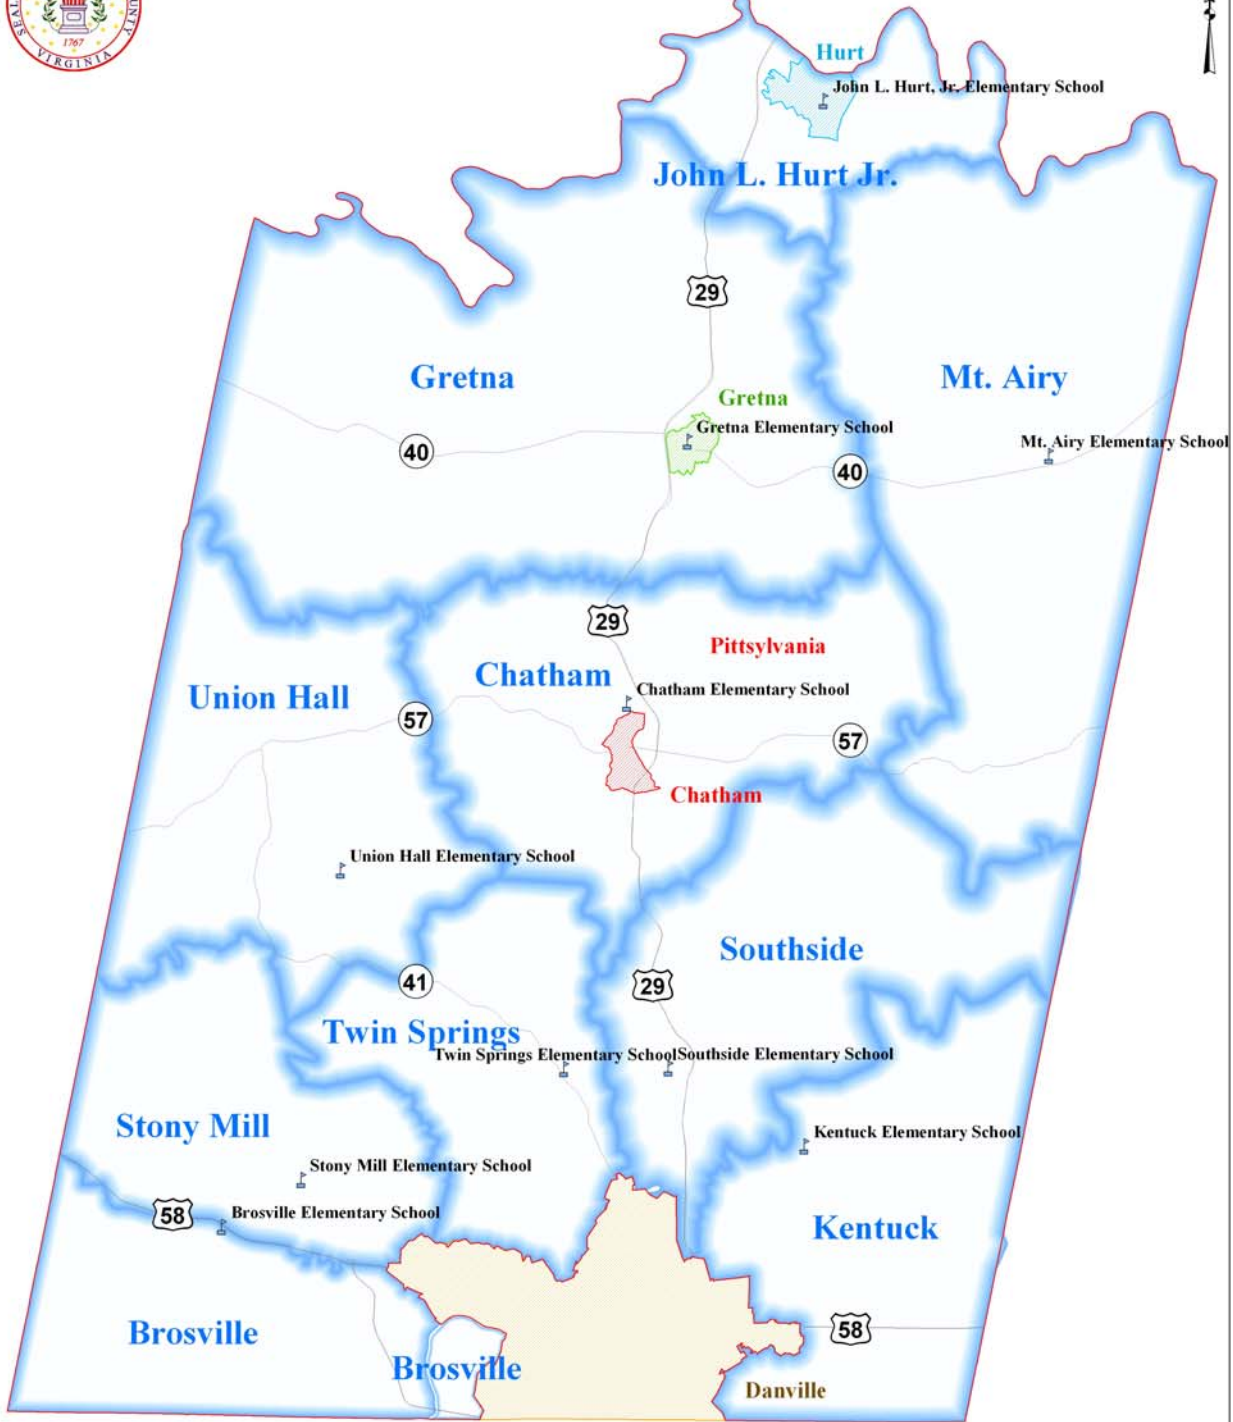 SEAL
OUNTY
1767
VIRGINIA
Hurt
John L. Hurt, Jr. Elementary School
John L. Hurt Jr.
29
Gretna
Mt. Airy
Gretna
Gretna Elementary School
Mt. Airy Elementary School
40
40
29
Pittsylvania
Chatham
Union Hall
Chatham Elementary School
57
57
Chatham
Union Hall Elementary School
Southside
41
29
Twin Springs
Twin Springs Elementary School
Southside Elementary School
Stony Mill
Kentuck Elementary School
Stony Mill Elementary School
58
Brosville Elementary School
Kentuck
Brosville
58
Brosville
Danville